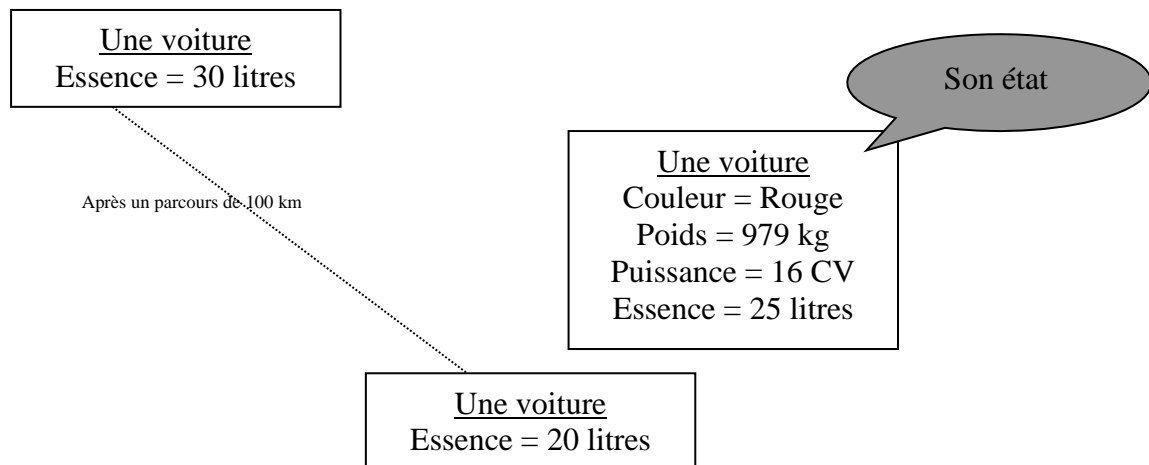 Une voiture
Essence = 30 litres
Son état
Une voiture
Couleur = Rouge
Poids = 979 kg
Puissance = 16 CV
Essence = 25 litres
Après un parcours de 100 km
Une voiture
Essence = 20 litres